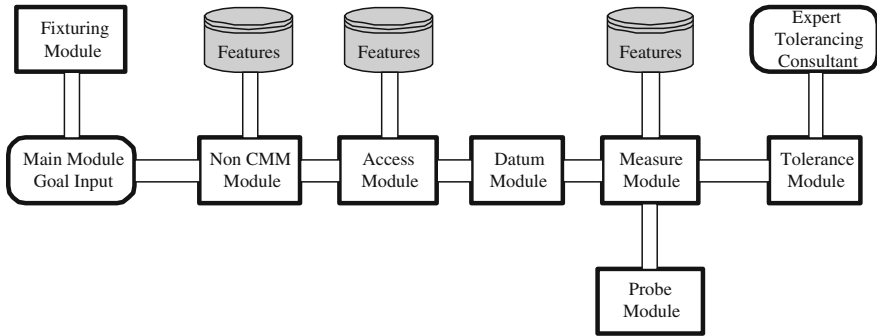 Fixturing
Module
Features
Features
Features
Expert
Tolerancing
Consultant
Main Module
Goal Input
Non CMM
Module
Access
Module
Datum
Module
Measure
Module
Tolerance
Module
Probe
Module